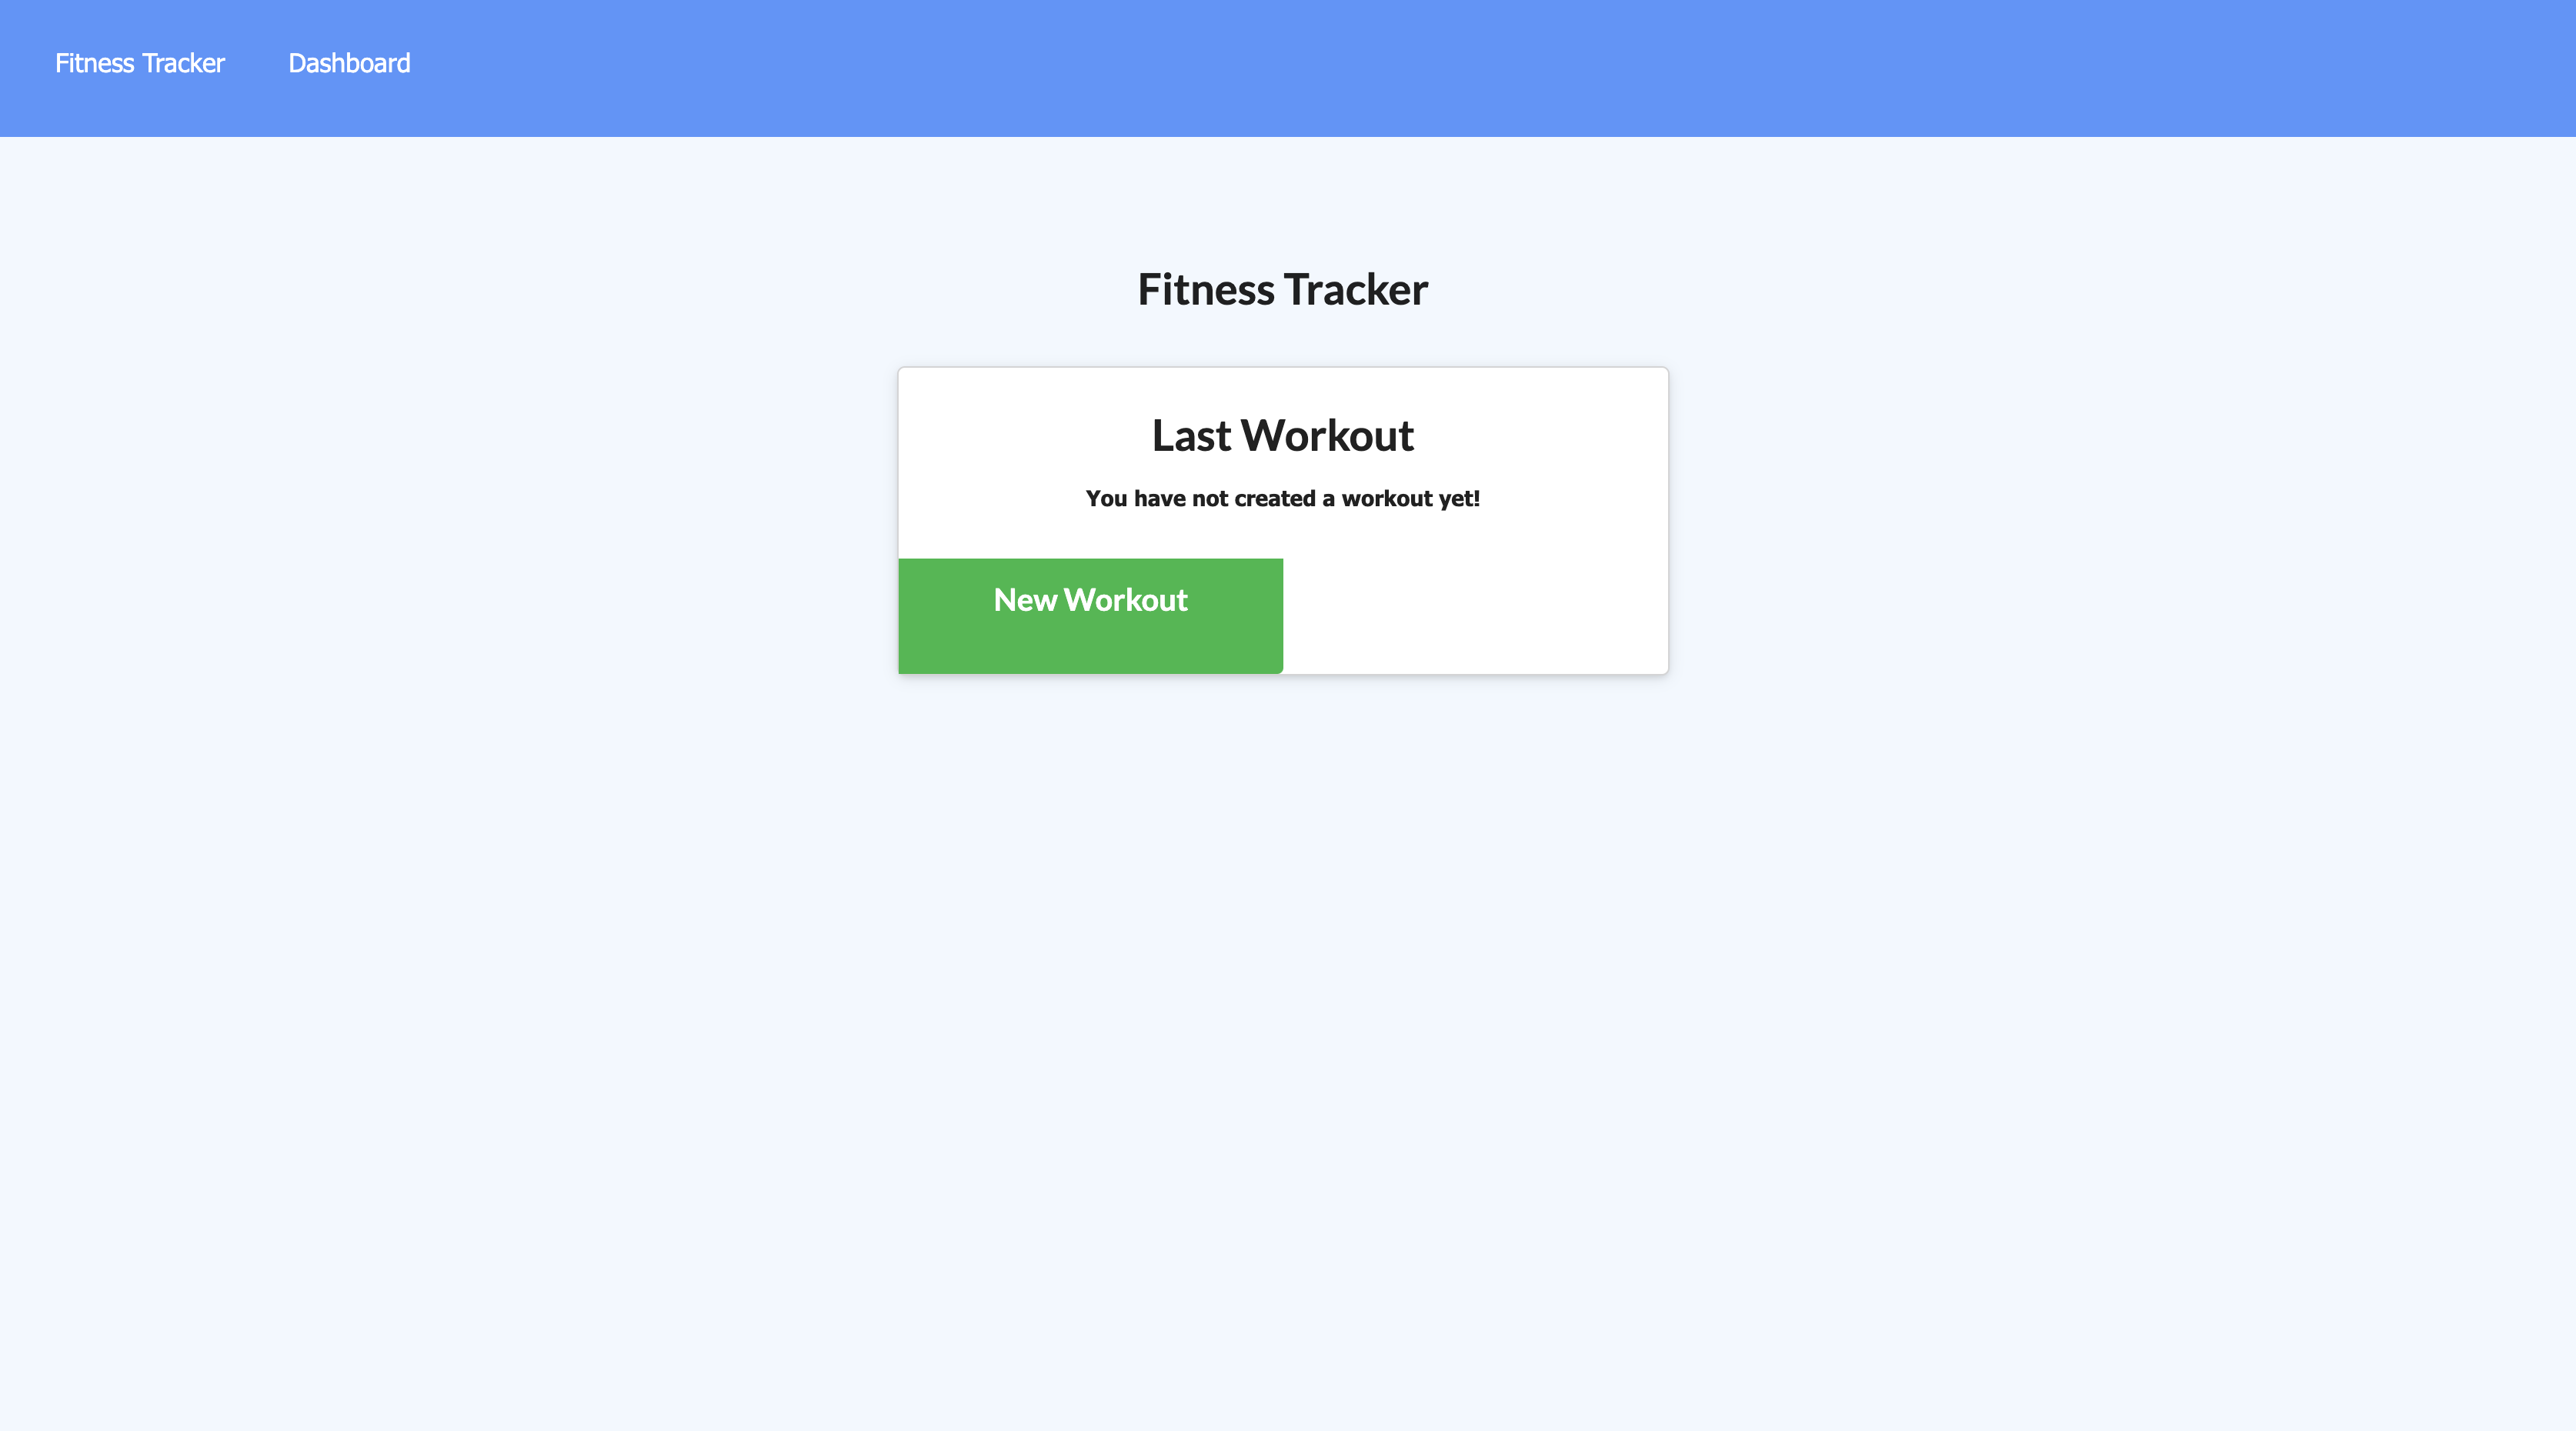 Fitness Tracker Dashboard
Fitness Tracker
Last Workout
You have not created a workout yet!
New Workout